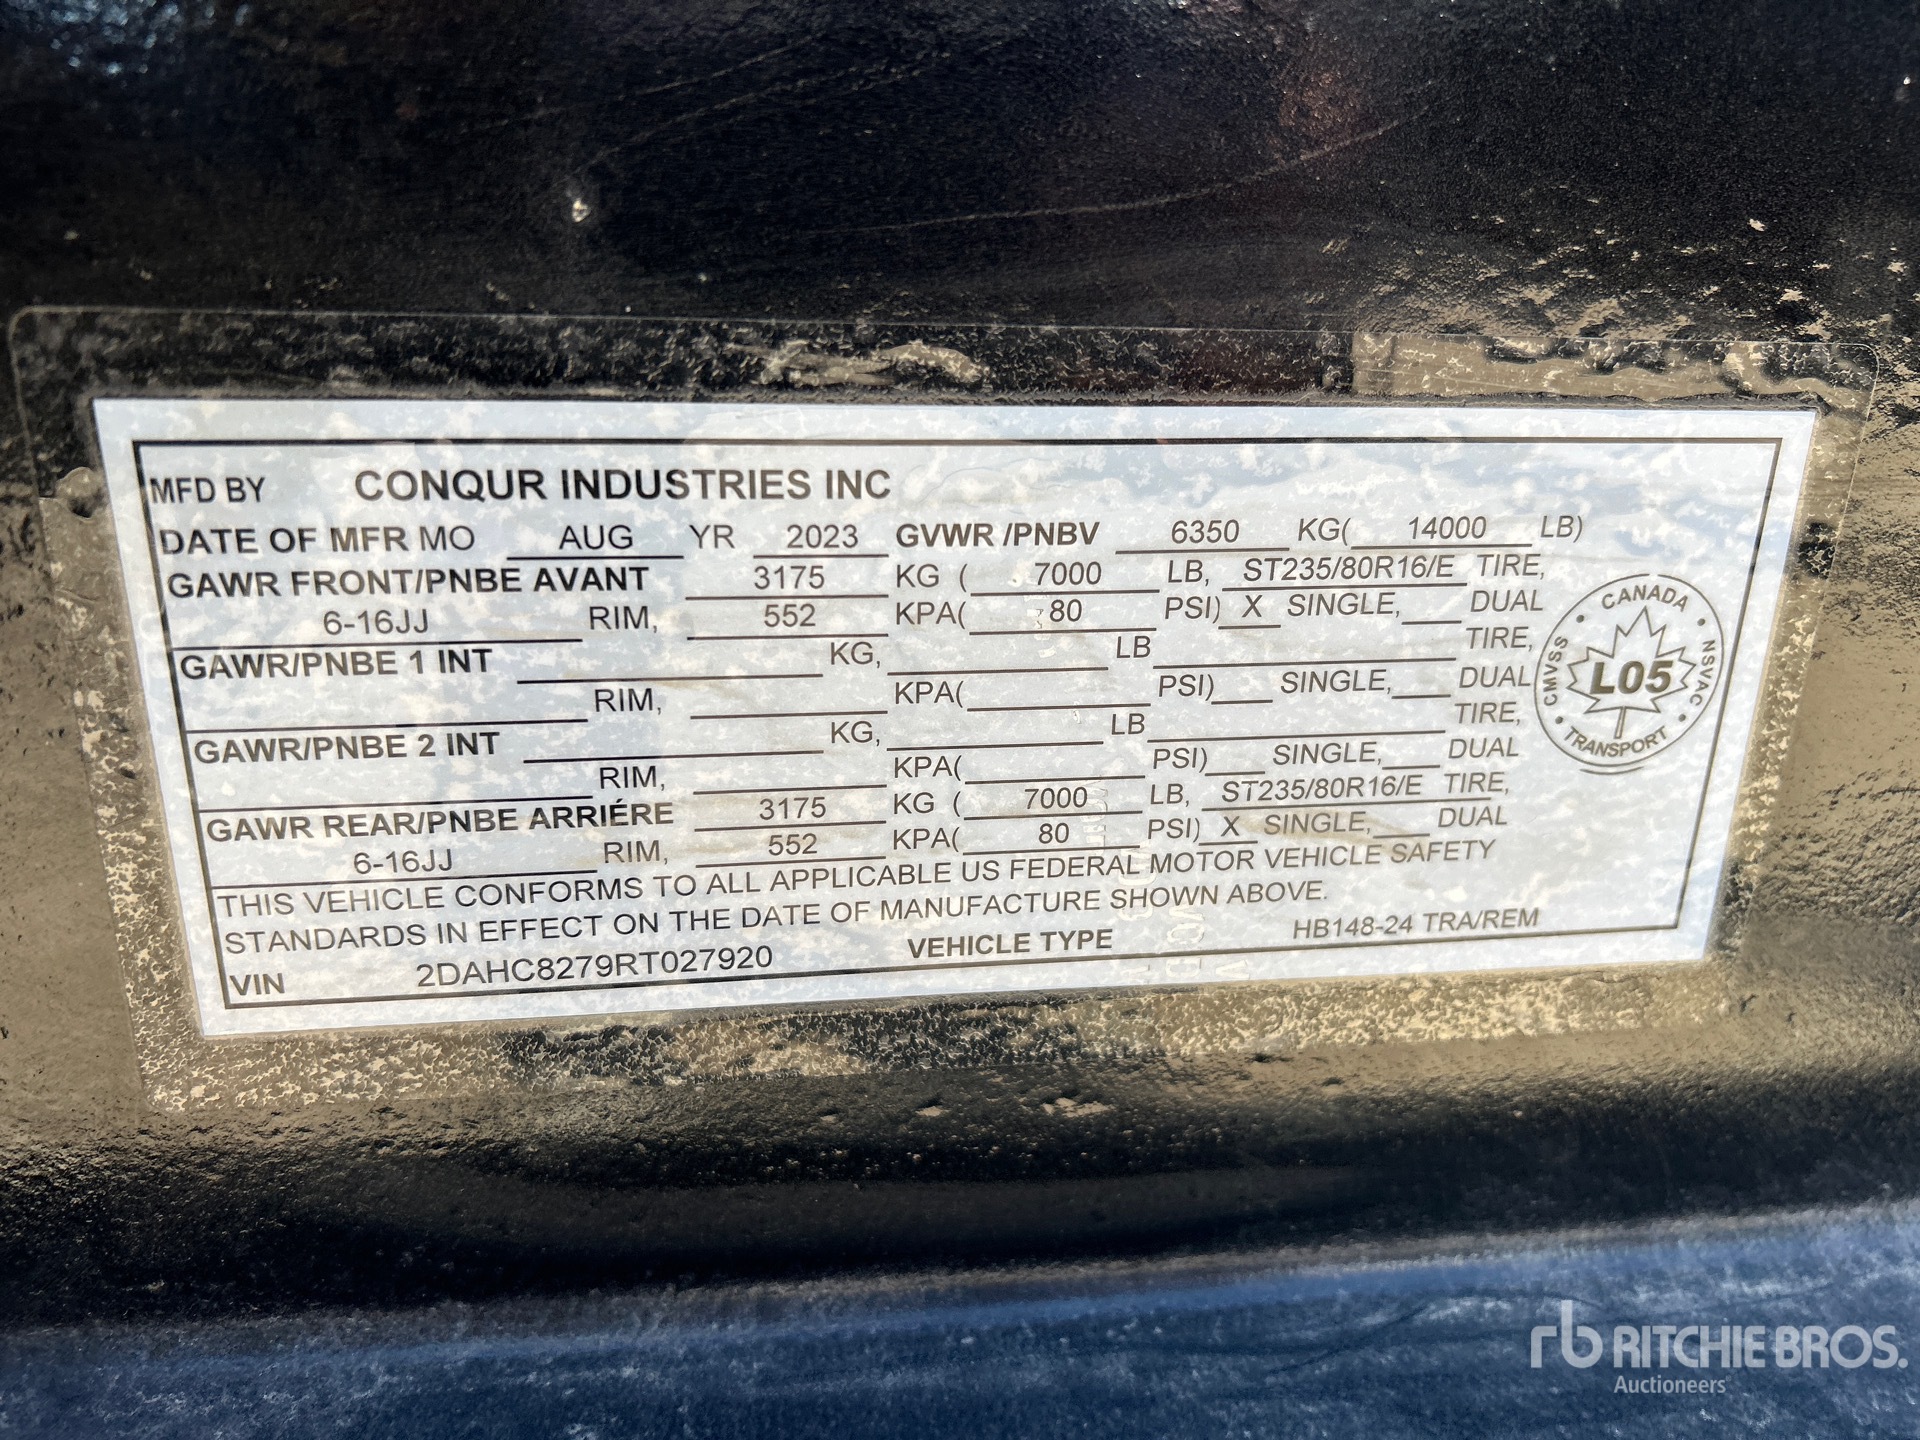 MFD BY CONQUR INDUSTRIES INC
DATE OF MFR MO AUG YR 2023 GVWR /PNBV 6350 KG( 14000 LB)
GAWR FRONT/PNBE AVANT 3175 KG ( 7000 LB, ST235/80R16/E TIRE,
6-16JJ RIM, 552 KPA( 80 PSI) X SINGLE, DUAL
GAWR/PNBE 1 INT KG, LB TIRE,
RIM, KPA( PSI) SINGLE, DUAL
GAWR/PNBE 2 INT KG, LB TIRE,
RIM, KPA( PSI) SINGLE, DUAL
GAWR REAR/PNBE ARRIÉRE 3175 KG ( 7000 LB, ST235/80R16/E TIRE,
6-16JJ RIM, 552 KPA( 80 PSI) X SINGLE, DUAL
THIS VEHICLE CONFORMS TO ALL APPLICABLE US FEDERAL MOTOR VEHICLE SAFETY
STANDARDS IN EFFECT ON THE DATE OF MANUFACTURE SHOWN ABOVE.
VIN 2DAHC8279RT027920 VEHICLE TYPE HB148-24 TRA/REM
CANADA
CMVSS
NSVAC
L05
TRANSPORT
rb RITCHIE BROS.
Auctioneers